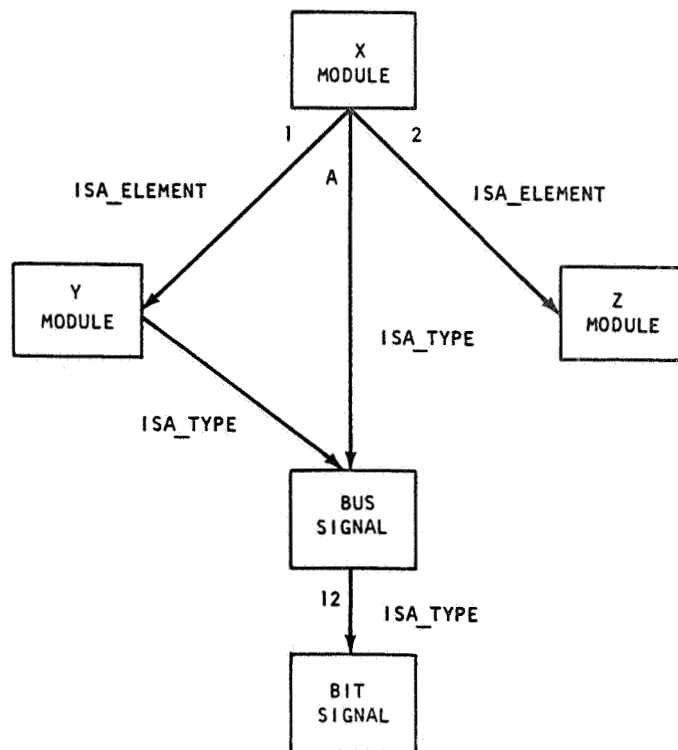 X
MODULE
1
2
A
ISA_ELEMENT
ISA_ELEMENT
Y
MODULE
Z
MODULE
ISA_TYPE
ISA_TYPE
BUS
SIGNAL
12
ISA_TYPE
BIT
SIGNAL